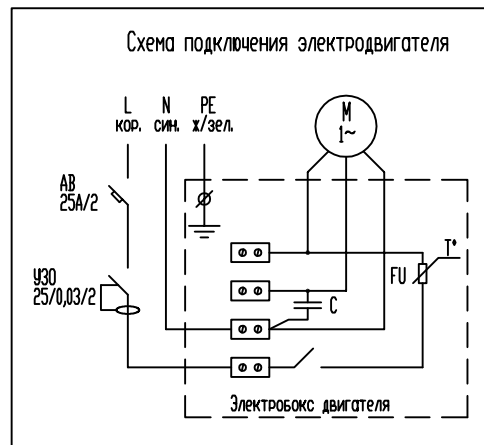 Схема подключения электродвигателя
L N PE
кор. син. ж/зел.
М
1~
АВ
25А/2
УЗО
25/0,03/2
T°
FU
C
Электробокс двигателя